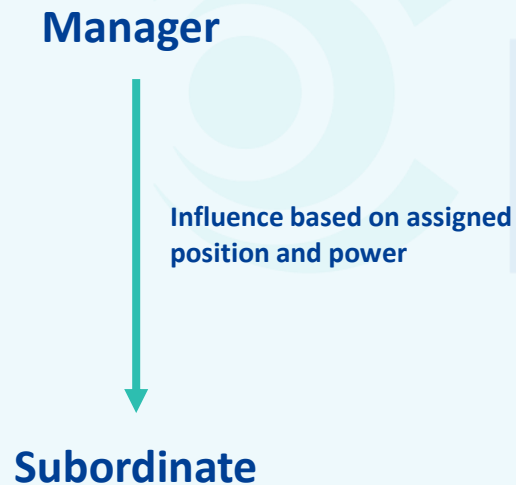 Manager
Influence based on assigned
position and power
Subordinate